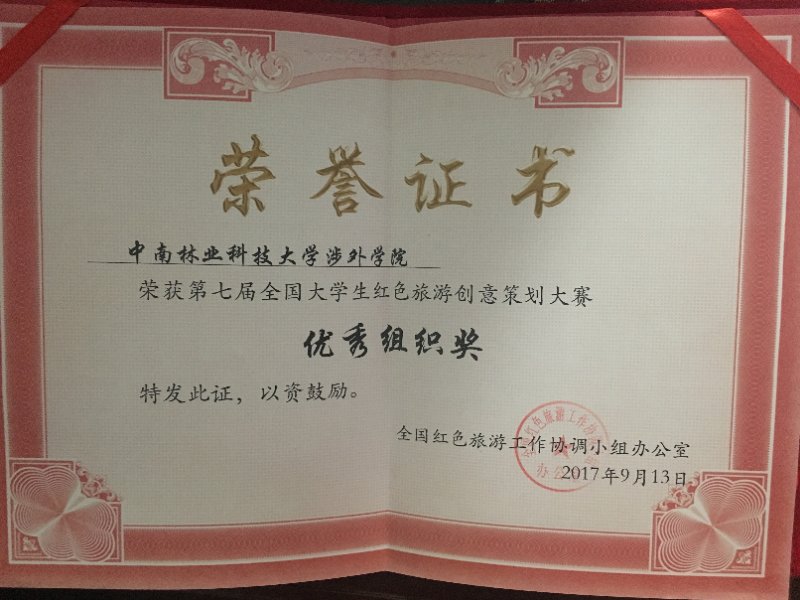 荣誉证书
中南林业科技大学涉外学院
荣获第七届全国大学生红色旅游创意策划大赛
优秀组织奖
特发此证，以资鼓励。
全国红色旅游工作协调小组办公室
2017年9月13日